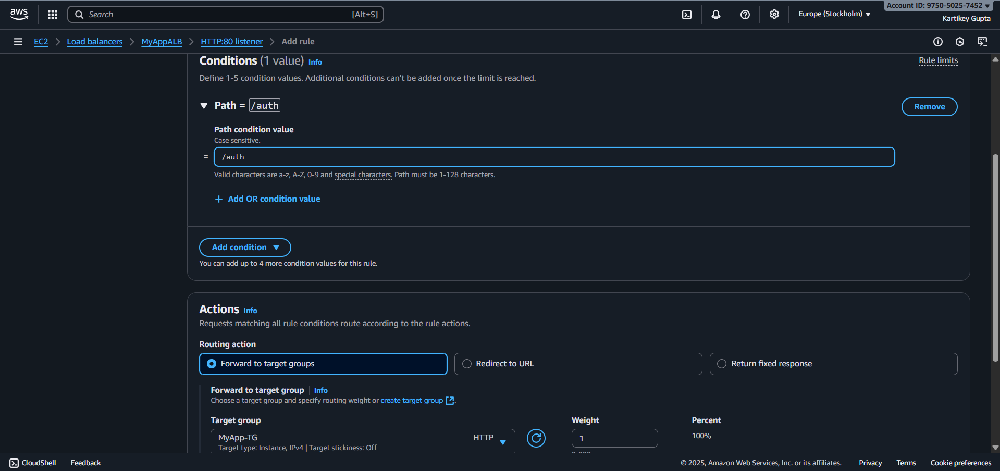 aws
Search [Alt+S]
Europe (Stockholm)
Account ID: 9750-5025-7452
Kartikey Gupta
EC2 > Load balancers > MyAppALB > HTTP:80 listener > Add rule
Conditions (1 value) Info
Rule limits
Define 1-5 condition values. Additional conditions can't be added once the limit is reached.
Path = /auth
Remove
Path condition value
Case sensitive.
= /auth
Valid characters are a-z, A-Z, 0-9 and special characters. Path must be 1-128 characters.
+ Add OR condition value
Add condition
You can add up to 4 more condition values for this rule.
Actions Info
Requests matching all rule conditions route according to the rule actions.
Routing action
Forward to target groups
Redirect to URL
Return fixed response
Forward to target group | Info
Choose a target group and specify routing weight or create target group.
Target group
Weight
Percent
MyApp-TG HTTP
1
100%
Target type: Instance, IPv4 | Target stickiness: Off
CloudShell
Feedback
© 2025, Amazon Web Services, Inc. or its affiliates.
Privacy
Terms
Cookie preferences